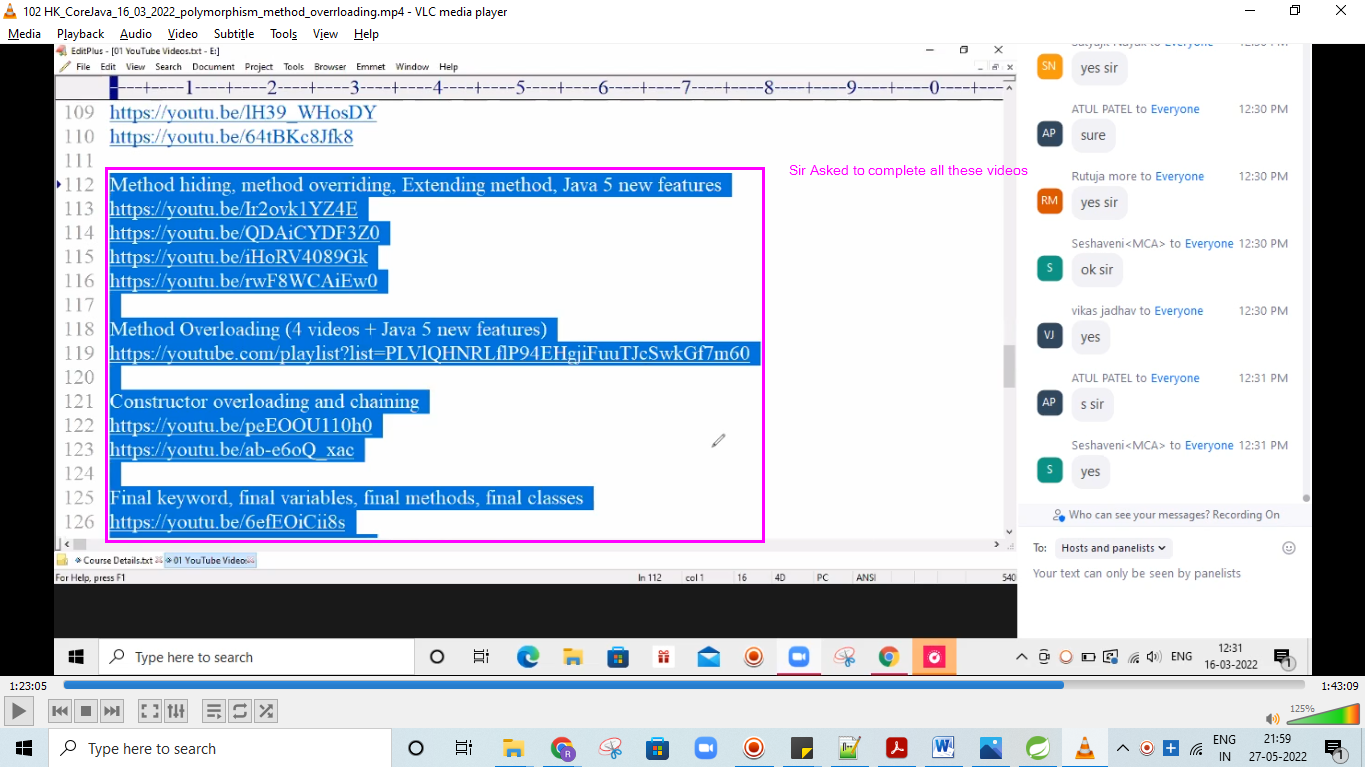 102 HK_CoreJava_16_03_2022_polymorphism_method_overrloading.mp4 - VLC media player
Media Playback Audio Video Subtitle Tools View Help
EditPlus - [01 YouTube Videos.txt - E:]
File Edit View Search Document Project Tools Browser Emmet Window Help
----+----1----+----2----+----3----+----4----+----5----+----6----+----7----+----8----+----9----+----0----+---
109 https://youtu.be/lH39_WHosDY
110 https://youtu.be/64tBKc8Jfk8
111
112 Method hiding, method overriding, Extending method, Java 5 new features
113 https://youtu.be/Ir2ovk1YZ4E
114 https://youtu.be/QDAiCYDF3Z0
115 https://youtu.be/iHoRV4089Gk
116 https://youtu.be/rwF8WCAiEw0
117
118 Method Overloading (4 videos + Java 5 new features)
119 https://youtube.com/playlist?list=PLVlQHNRLflP94EHgjiFuuTJcSwkGf7m60
120
121 Constructor overloading and chaining
122 https://youtu.be/peEOOU110h0
123 https://youtu.be/ab-e6oQ_xac
124
125 Final keyword, final variables, final methods, final classes
126 https://youtu.be/6efEOiCii8s
Sir Asked to complete all these videos
Course Details.txt 01 YouTube Videos
For Help, press F1 ln 112 col 1 16 4D PC ANSI 540
Satyajit Nayak to Everyone 12:30 PM
SN yes sir
ATUL PATEL to Everyone 12:30 PM
AP sure
Rutuja more to Everyone 12:30 PM
RM yes sir
Seshaveni<MCA> to Everyone 12:30 PM
S ok sir
vikas jadhav to Everyone 12:30 PM
VJ yes
ATUL PATEL to Everyone 12:31 PM
AP s sir
Seshaveni<MCA> to Everyone 12:31 PM
S yes
Who can see your messages? Recording On
To: Hosts and panelists
Your text can only be seen by panelists
Type here to search ENG 12:31
16-03-2022 1
1:23:05 1:43:09
125%
Type here to search ENG 21:59
IN 27-05-2022 1